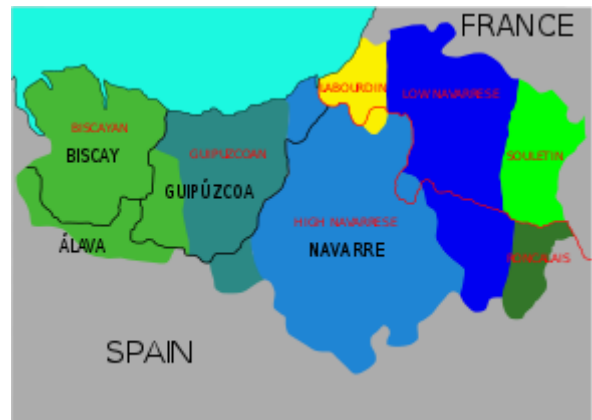 FRANCE
LABOURDIN
LOW NAVARRESE
BISCAYAN
BISCAY
GUIPUZCOAN
SOULETIN
GUIPÚZCOA
HIGH NAVARRESE
NAVARRE
ÁLAVA
RONCALAIS
SPAIN